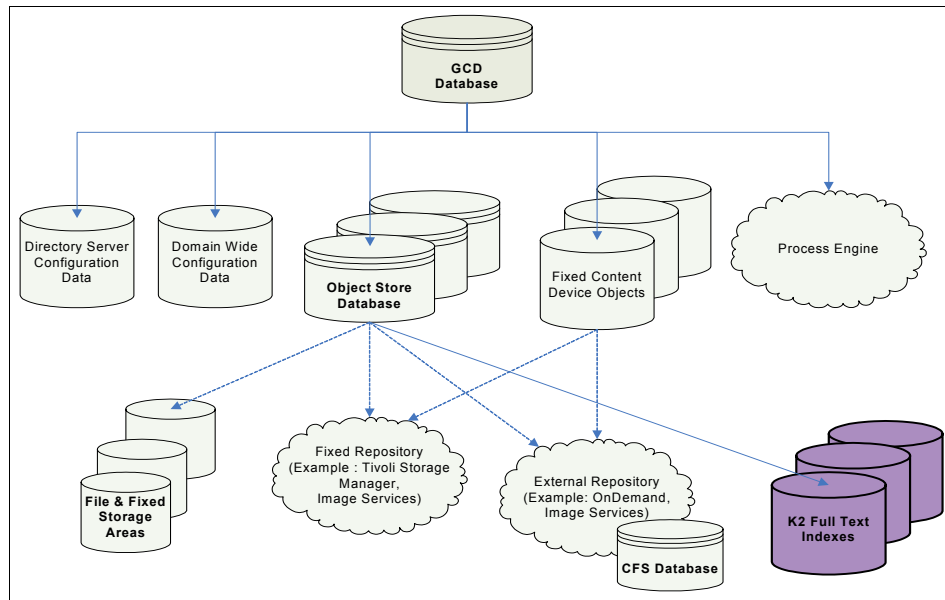 GCD
Database
Directory Server
Configuration
Data
Domain Wide
Configuration
Data
Object Store
Database
Fixed Content
Device Objects
Process Engine
File & Fixed
Storage
Areas
Fixed Repository
(Example : Tivoli Storage
Manager,
Image Services)
External Repository
(Example: OnDemand,
Image Services)
CFS Database
K2 Full Text
Indexes